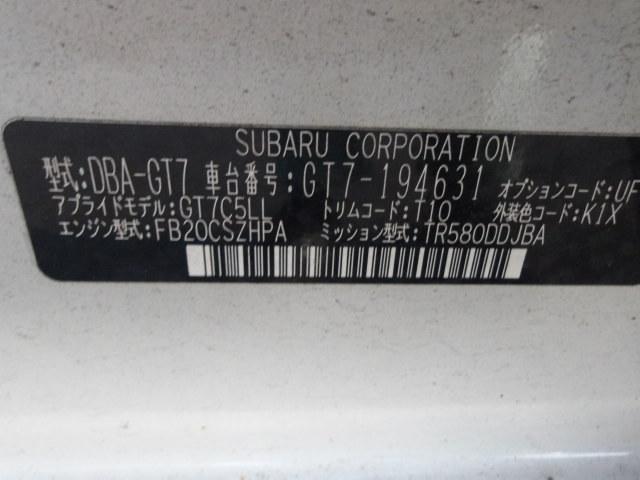 SUBARU CORPORATION
型式:DBA-GT7 車台番号:GT7-194631 オプションコード:UF
アプライドモデル:GT7C5LL トリムコード:T10 外装色コード:K1X
エンジン型式:FB20CSZHPA ミッション型式:TR580DDJBA